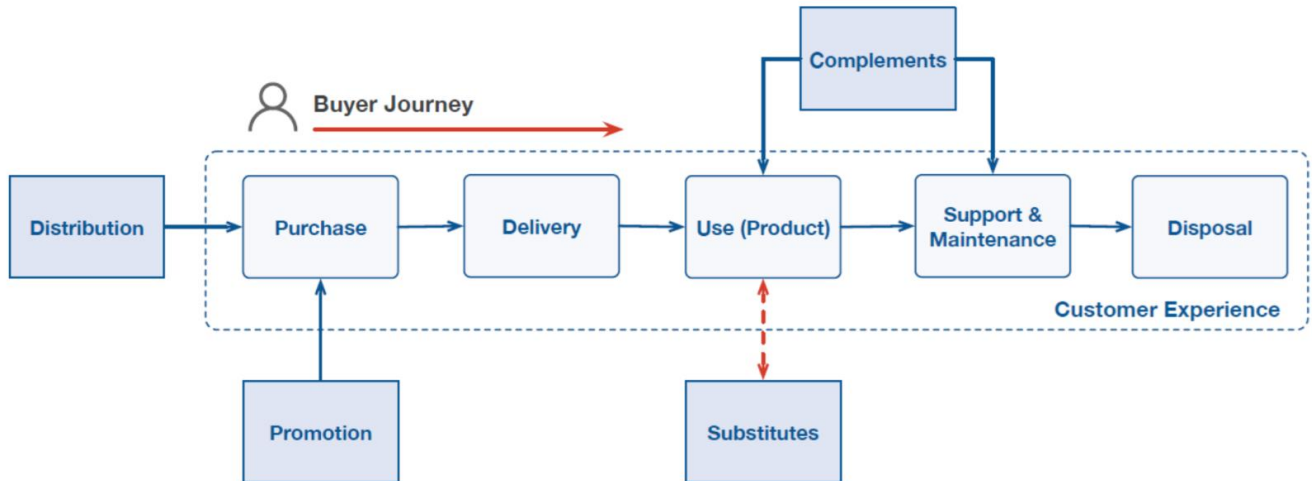 Complements
Buyer Journey
Distribution
Purchase
Delivery
Use (Product)
Support &
Maintenance
Disposal
Customer Experience
Promotion
Substitutes